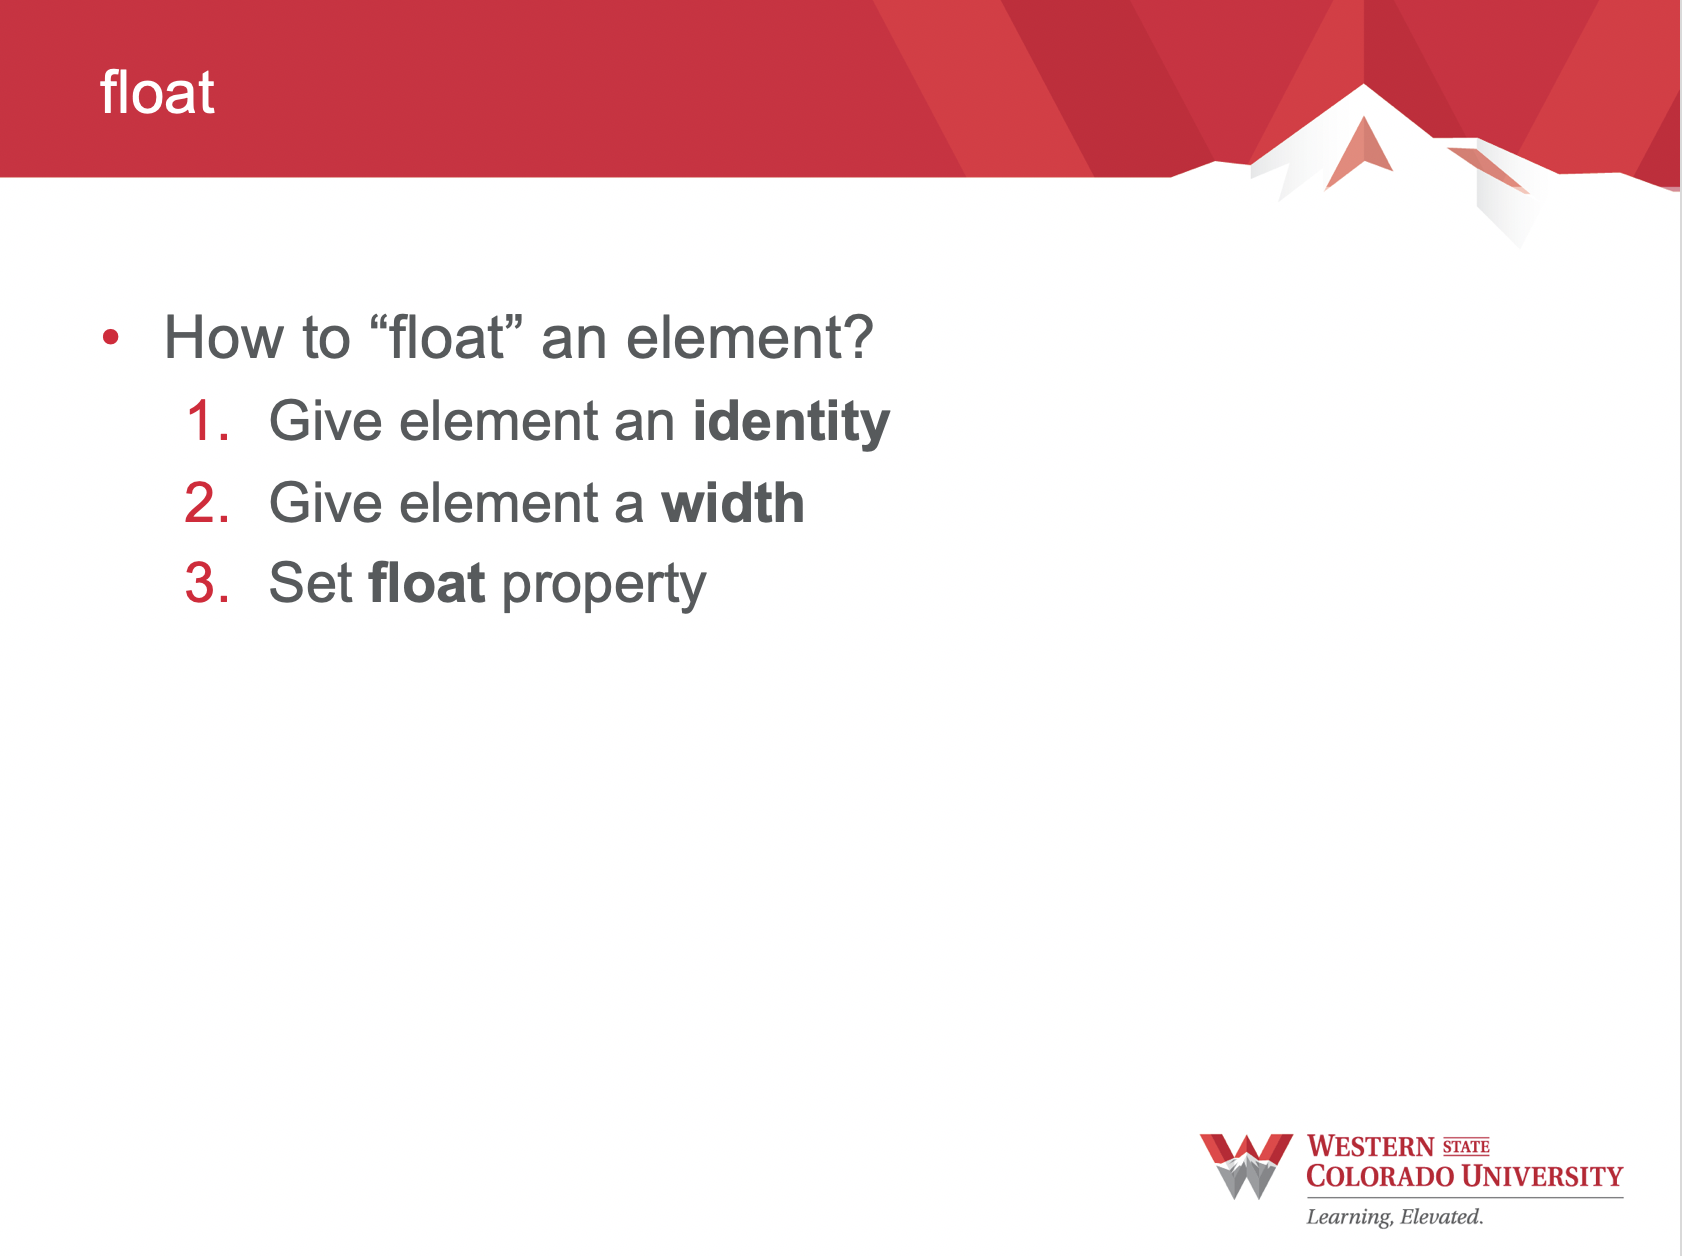 float
• How to “float” an element?
1. Give element an identity
2. Give element a width
3. Set float property
WESTERN STATE
COLORADO UNIVERSITY
Learning, Elevated.